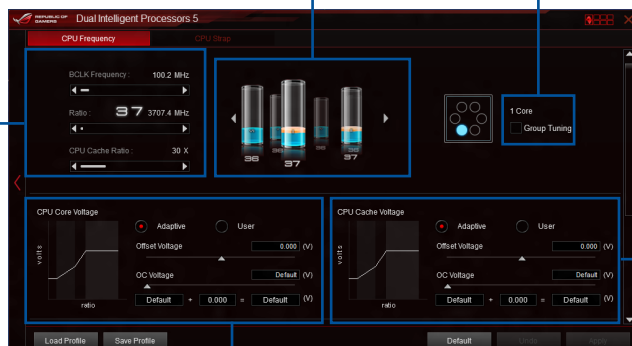 REPUBLIC OF GAMERS Dual Intelligent Processors 5
CPU Frequency CPU Strap
BCLK Frequency : 100.2 MHz
Ratio : 37 3707.4 MHz
CPU Cache Ratio : 30 X
36 37 36 36 37
1 Core
Group Tuning
CPU Core Voltage
Adaptive User
Offset Voltage 0.000 (V)
OC Voltage Default (V)
Default + 0.000 = Default (V)
volts
ratio
CPU Cache Voltage
Adaptive User
Offset Voltage 0.000 (V)
OC Voltage Default (V)
Default + 0.000 = Default (V)
volts
ratio
Load Profile Save Profile Default Undo Apply